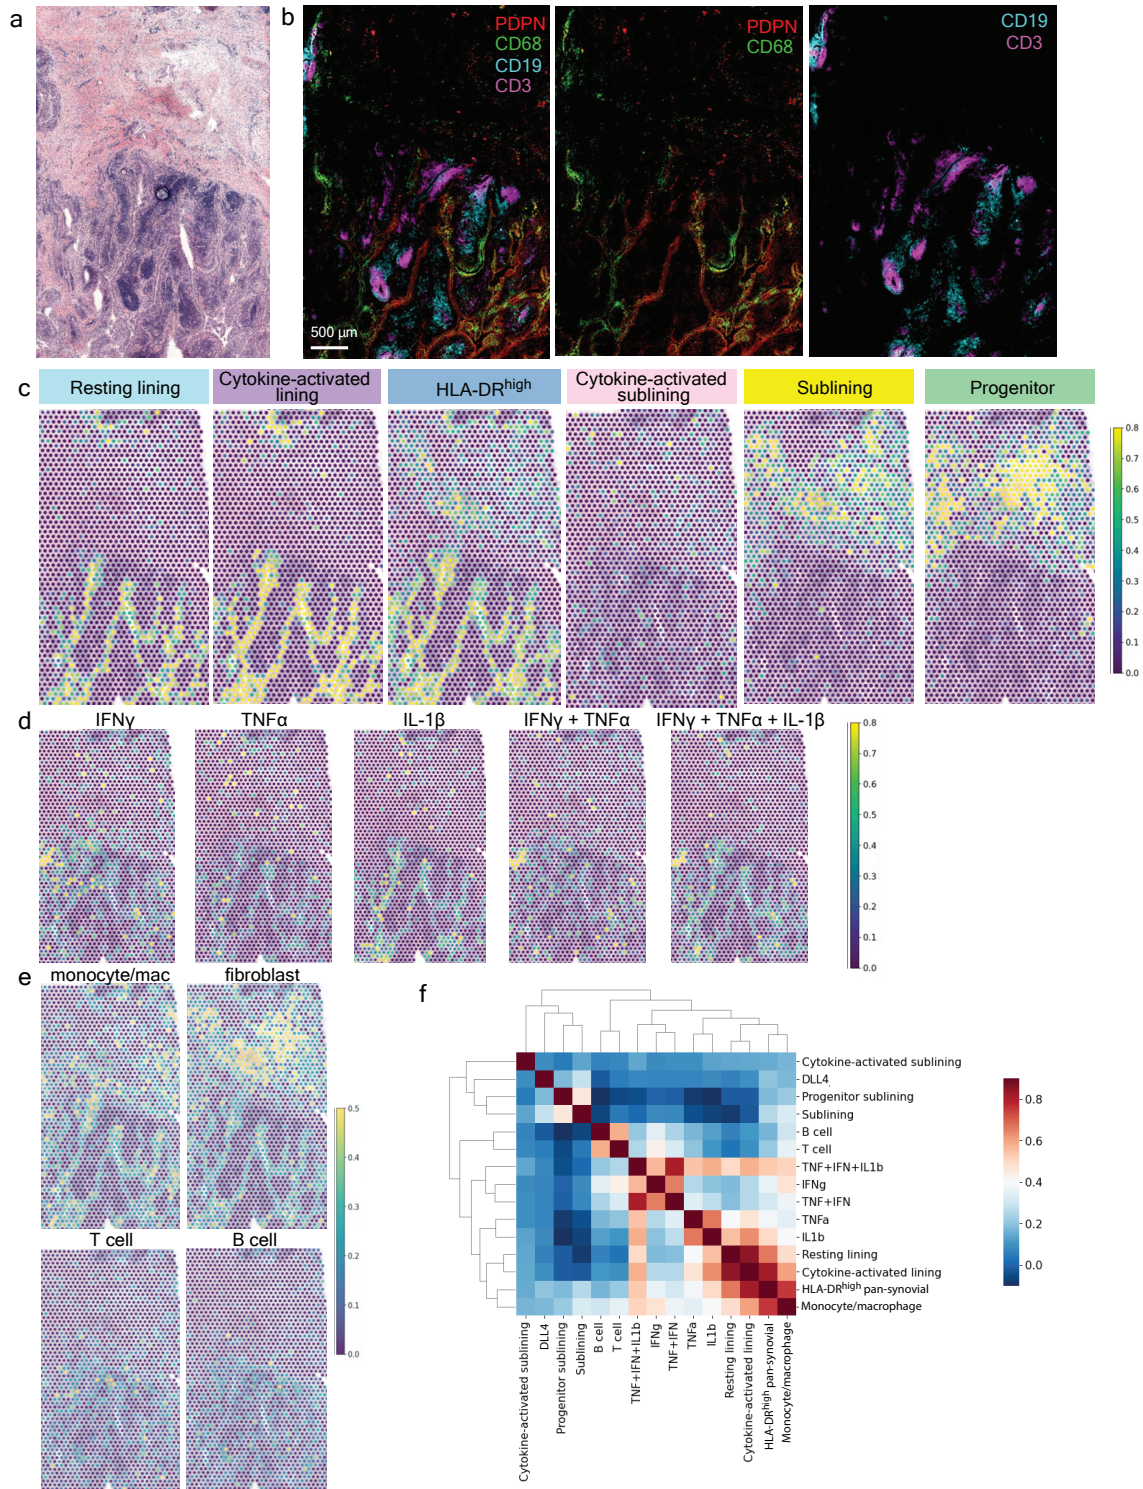 a
b
PDPN
CD68
CD19
CD3
PDPN
CD68
CD19
CD3
500 µm
c
Resting lining
Cytokine-activated
lining
HLA-DRhigh
Cytokine-activated
sublining
Sublining
Progenitor
0.8
0.7
0.6
0.5
0.4
0.3
0.2
0.1
0.0
d
IFNγ
TNFα
IL-1β
IFNγ + TNFα
IFNγ + TNFα + IL-1β
0.8
0.7
0.6
0.5
0.4
0.3
0.2
0.1
0.0
e
monocyte/mac
fibroblast
T cell
B cell
0.5
0.4
0.3
0.2
0.1
0.0
f
Cytokine-activated sublining
DLL4
Progenitor sublining
Sublining
B cell
T cell
TNF+IFN+IL1b
IFNg
TNF+IFN
TNFa
IL1b
Resting lining
Cytokine-activated lining
HLA-DRhigh pan-synovial
Monocyte/macrophage
Cytokine-activated sublining
DLL4
Progenitor sublining
Sublining
B cell
T cell
TNF+IFN+IL1b
IFNg
TNF+IFN
TNFa
IL1b
Resting lining
Cytokine-activated lining
HLA-DRhigh pan-synovial
Monocyte/macrophage
0.8
0.6
0.4
0.2
0.0